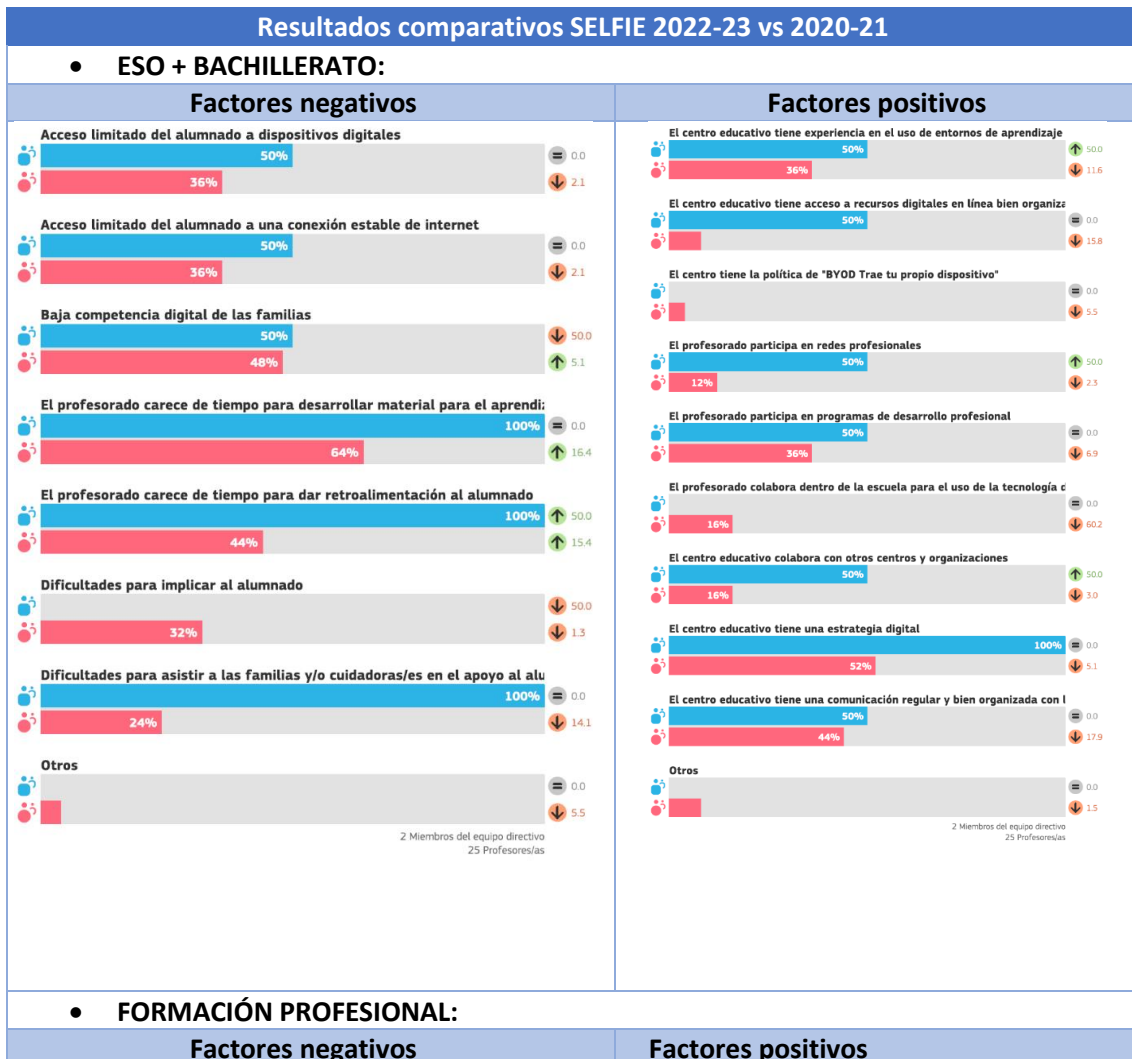 Resultados comparativos SELFIE 2022-23 vs 2020-21
• ESO + BACHILLERATO:
Factores negativos
Acceso limitado del alumnado a dispositivos digitales
50% = 0.0
36% 2.1
Acceso limitado del alumnado a una conexión estable de internet
50% = 0.0
36% 2.1
Baja competencia digital de las familias
50% 50.0
48% 5.1
El profesorado carece de tiempo para desarrollar material para el aprendi
100% = 0.0
64% 16.4
El profesorado carece de tiempo para dar retroalimentación al alumnado
100% 50.0
44% 15.4
Dificultades para implicar al alumnado
50.0
32% 1.3
Dificultades para asistir a las familias y/o cuidadoras/es en el apoyo al alu
100% = 0.0
24% 14.1
Otros
= 0.0
5.5
2 Miembros del equipo directivo
25 Profesores/as
Factores positivos
El centro educativo tiene experiencia en el uso de entornos de aprendizaje
50% 50.0
36% 11.6
El centro educativo tiene acceso a recursos digitales en línea bien organiza
50% = 0.0
15.8
El centro tiene la política de "BYOD Trae tu propio dispositivo"
= 0.0
5.5
El profesorado participa en redes profesionales
50% 50.0
12% 2.3
El profesorado participa en programas de desarrollo profesional
50% = 0.0
36% 6.9
El profesorado colabora dentro de la escuela para el uso de la tecnología d
= 0.0
16% 60.2
El centro educativo colabora con otros centros y organizaciones
50% 50.0
16% 3.0
El centro educativo tiene una estrategia digital
100% = 0.0
52% 5.1
El centro educativo tiene una comunicación regular y bien organizada con l
50% = 0.0
44% 17.9
Otros
= 0.0
1.5
2 Miembros del equipo directivo
25 Profesores/as
• FORMACIÓN PROFESIONAL:
Factores negativos
Factores positivos